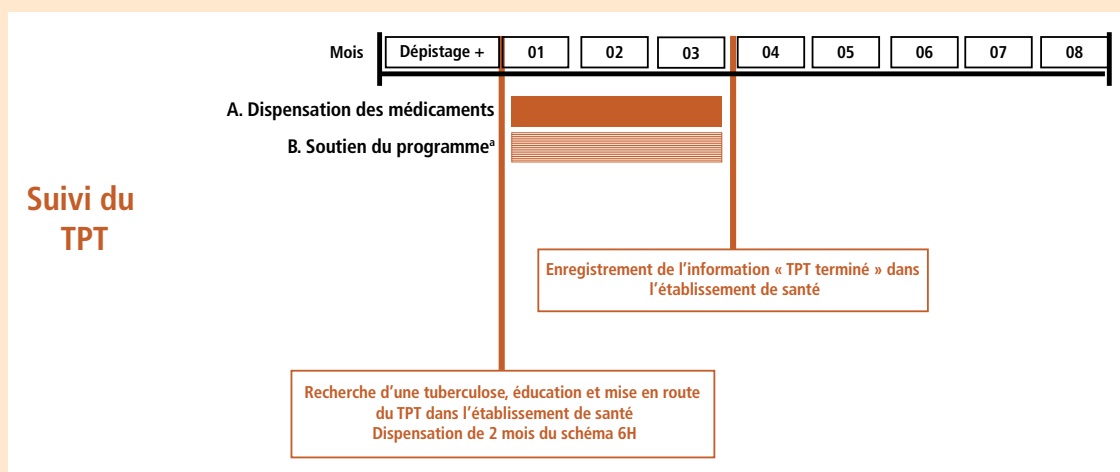 Mois Dépistage + 01 02 03 04 05 06 07 08
A. Dispensation des médicaments
B. Soutien du programmeᵃ
Suivi du
TPT
Enregistrement de l'information « TPT terminé » dans
l'établissement de santé
Recherche d'une tuberculose, éducation et mise en route
du TPT dans l'établissement de santé
Dispensation de 2 mois du schéma 6H